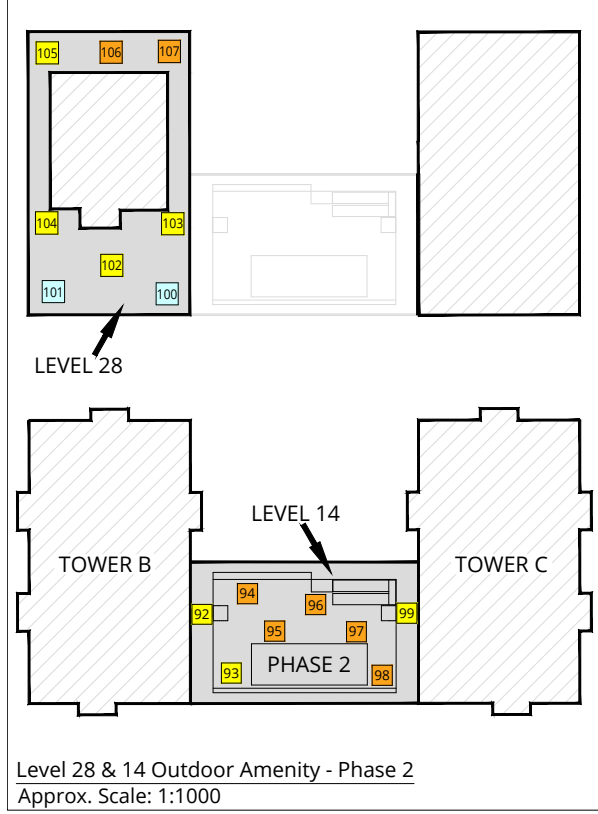 105 106 107
104 103
102
101 100
LEVEL 28
LEVEL 14
TOWER B TOWER C
94
96
92 99
95 97
PHASE 2
93 98
Level 28 & 14 Outdoor Amenity - Phase 2
Approx. Scale: 1:1000